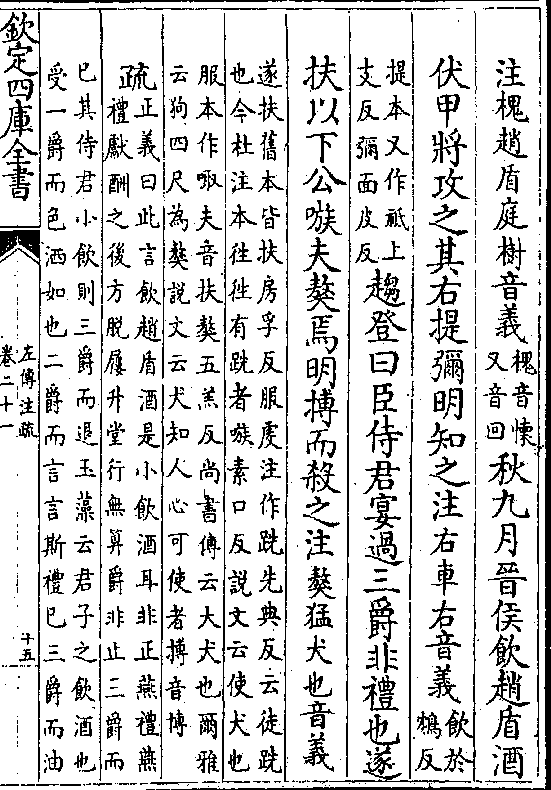 注槐趙盾庭樹音義槐音懷又音回秋九月晉侯飲趙盾酒
伏甲將攻之其右提彌明知之注右車右音義飲於鴆反
提本又作祗上支反彌面皮反趨登曰臣侍君宴過三爵非禮也遂
扶以下公嗾夫獒焉明搏而殺之注獒猛犬也音義
遂扶舊本皆扶房孚反服虔注作跣先典反云徒跣
也今杜注本往徃有跣者嗾素口反説文云使犬也
服本作呶夫音扶獒五羔反尚書傳云大犬也爾雅
云狗四尺為獒說文云犬知人心可使者搏音博
疏正義曰此言飲趙盾酒是小飲酒耳非正燕禮燕
禮獻酬之後方脫屨升堂行無筭爵非止三爵而
已其侍君小飲則三爵而退玉藻云君子之飲酒也
受一爵而色洒如也二爵而言言斯禮已三爵而油
欽定四庫全書
左傳注疏
卷二十一
十五